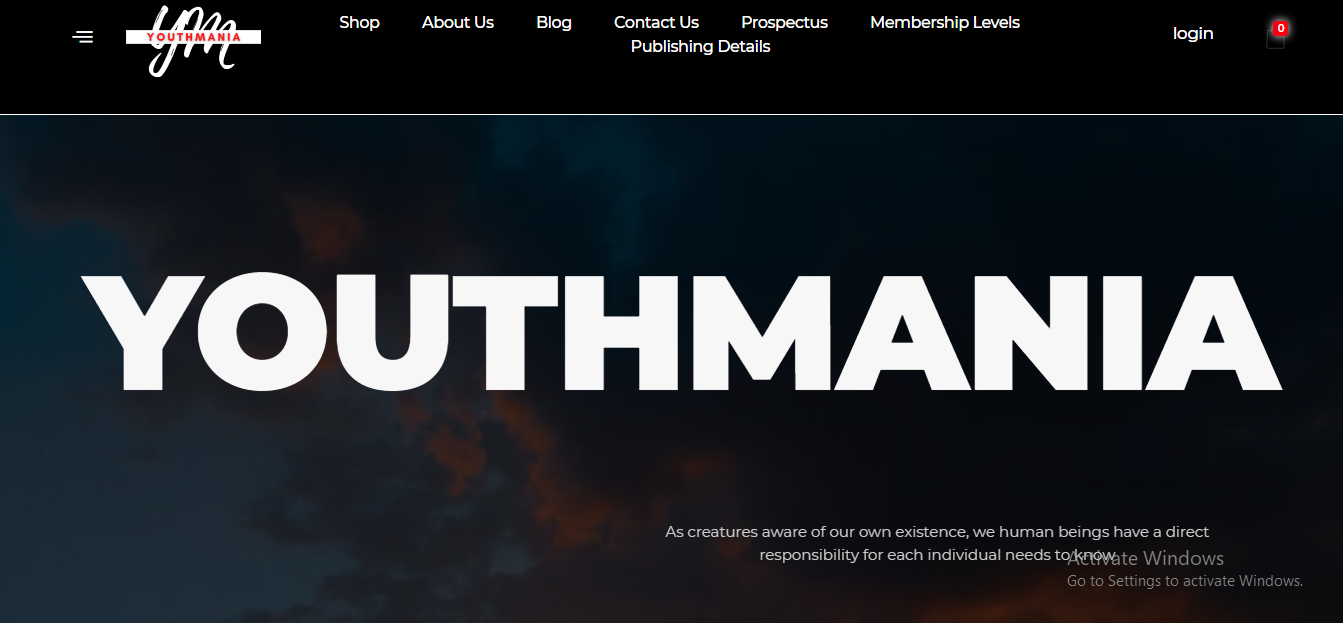 Shop About Us Blog Contact Us Prospectus Membership Levels
Publishing Details
YM
YOUTHMANIA
login
0
YOUTHMANIA
As creatures aware of our own existence, we human beings have a direct
responsibility for each individual needs to know
Activate Windows
Go to Settings to activate Windows.